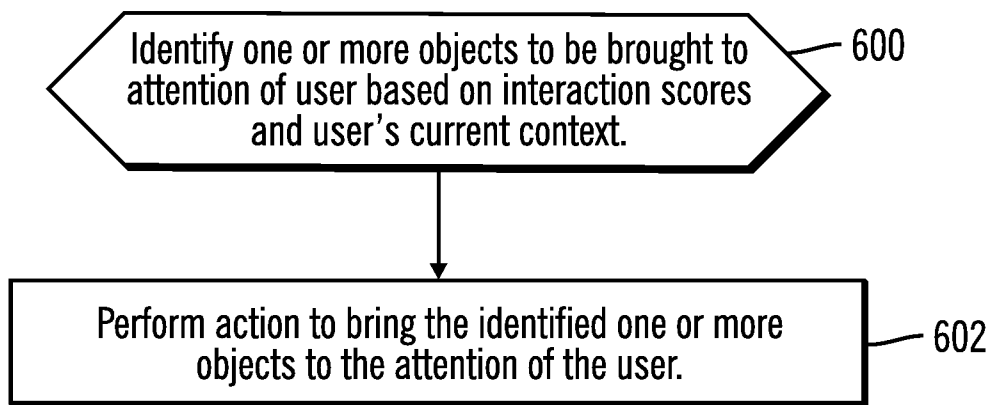 Identify one or more objects to be brought to
attention of user based on interaction scores
and user's current context.
600
Perform action to bring the identified one or more
objects to the attention of the user.
602